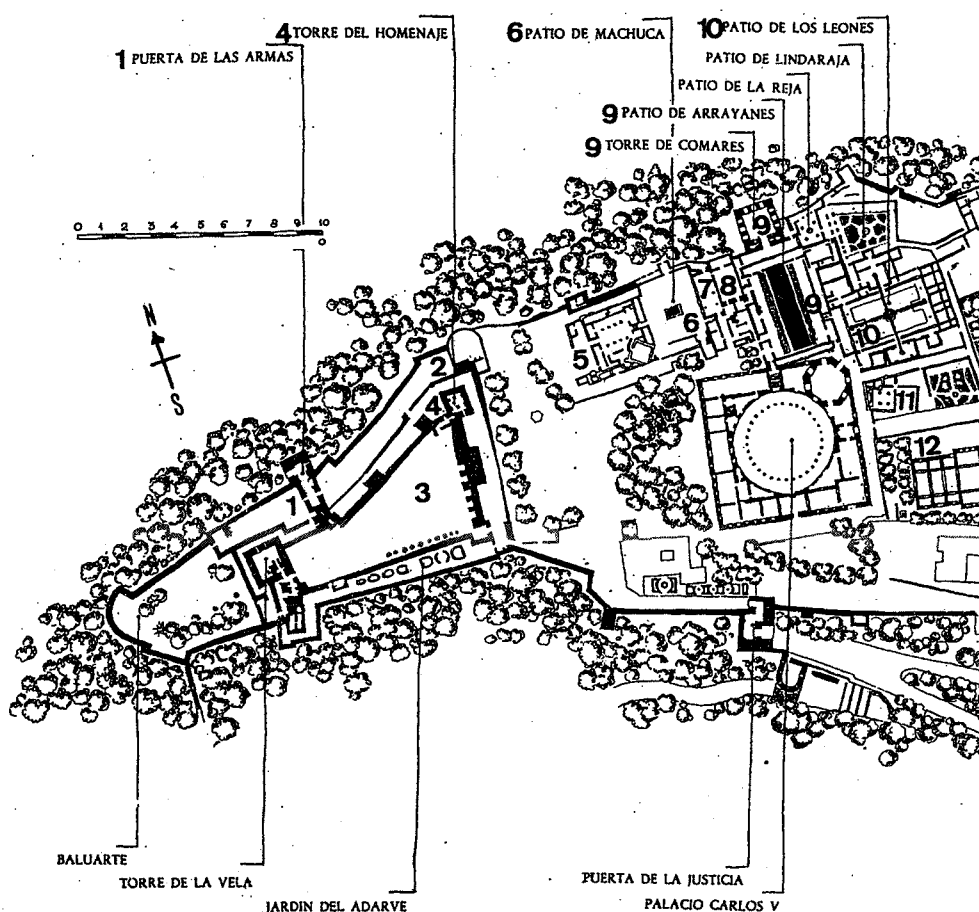 1 PUERTA DE LAS ARMAS
4 TORRE DEL HOMENAJE
6 PATIO DE MACHUCA
10 PATIO DE LOS LEONES
PATIO DE LINDARAJA
PATIO DE LA REJA
9 PATIO DE ARRAYANES
9 TORRE DE COMARES
0 1 2 3 4 5 6 7 8 9 10
0
N
S
9
9
7
8
6
5
10
11
12
2
4
3
1
BALUARTE
TORRE DE LA VELA
JARDIN DEL ADARVE
PUERTA DE LA JUSTICIA
PALACIO CARLOS V